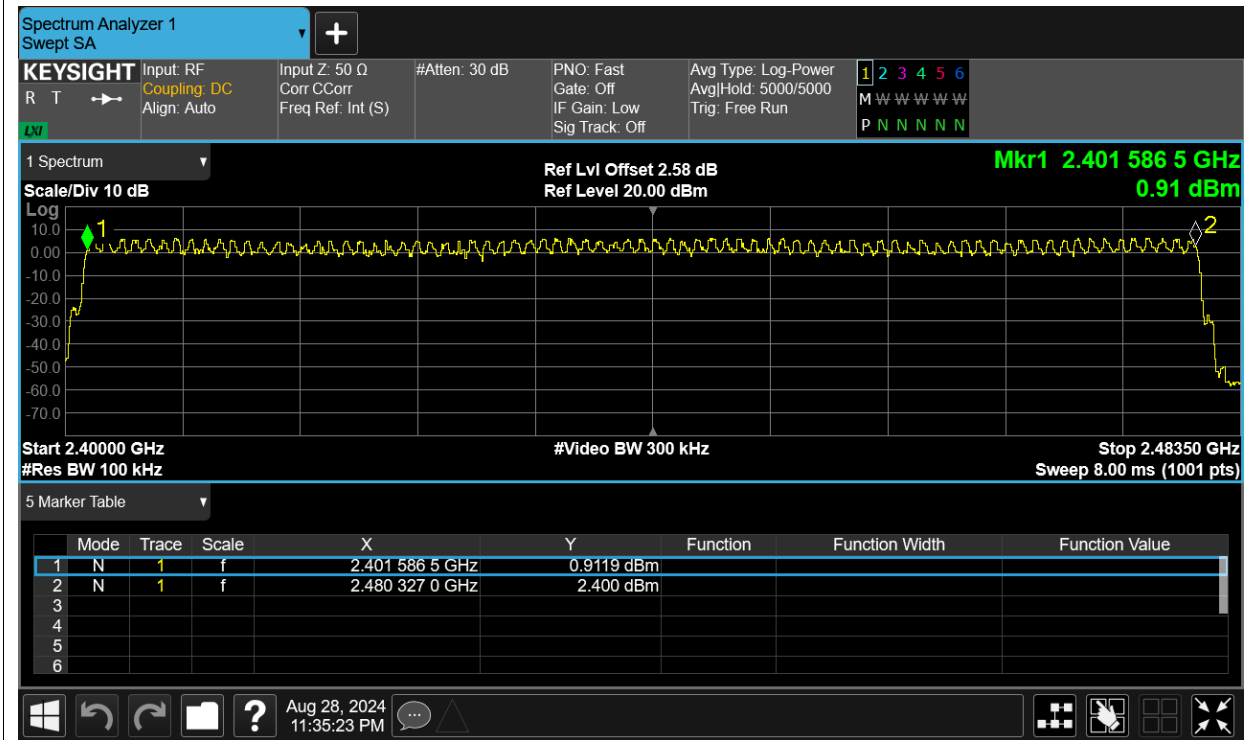 Spectrum Analyzer 1
Swept SA
+
KEYSIGHT
R T
LXI
Input: RF
Coupling: DC
Align: Auto
Input Z: 50 Ω
Corr CCorr
Freq Ref: Int (S)
#Atten: 30 dB
PNO: Fast
Gate: Off
IF Gain: Low
Sig Track: Off
Avg Type: Log-Power
Avg|Hold: 5000/5000
Trig: Free Run
1 2 3 4 5 6
M W W W W W
P N N N N N
1 Spectrum
Scale/Div 10 dB
Ref Lvl Offset 2.58 dB
Ref Level 20.00 dBm
Mkr1 2.401 586 5 GHz
0.91 dBm
Log
1
2
10.0
0.00
-10.0
-20.0
-30.0
-40.0
-50.0
-60.0
-70.0
Start 2.40000 GHz
#Res BW 100 kHz
#Video BW 300 kHz
Stop 2.48350 GHz
Sweep 8.00 ms (1001 pts)
5 Marker Table
Mode Trace Scale X Y Function Function Width Function Value
1 N 1 f 2.401 586 5 GHz 0.9119 dBm
2 N 1 f 2.480 327 0 GHz 2.400 dBm
3
4
5
6
?
Aug 28, 2024
11:35:23 PM